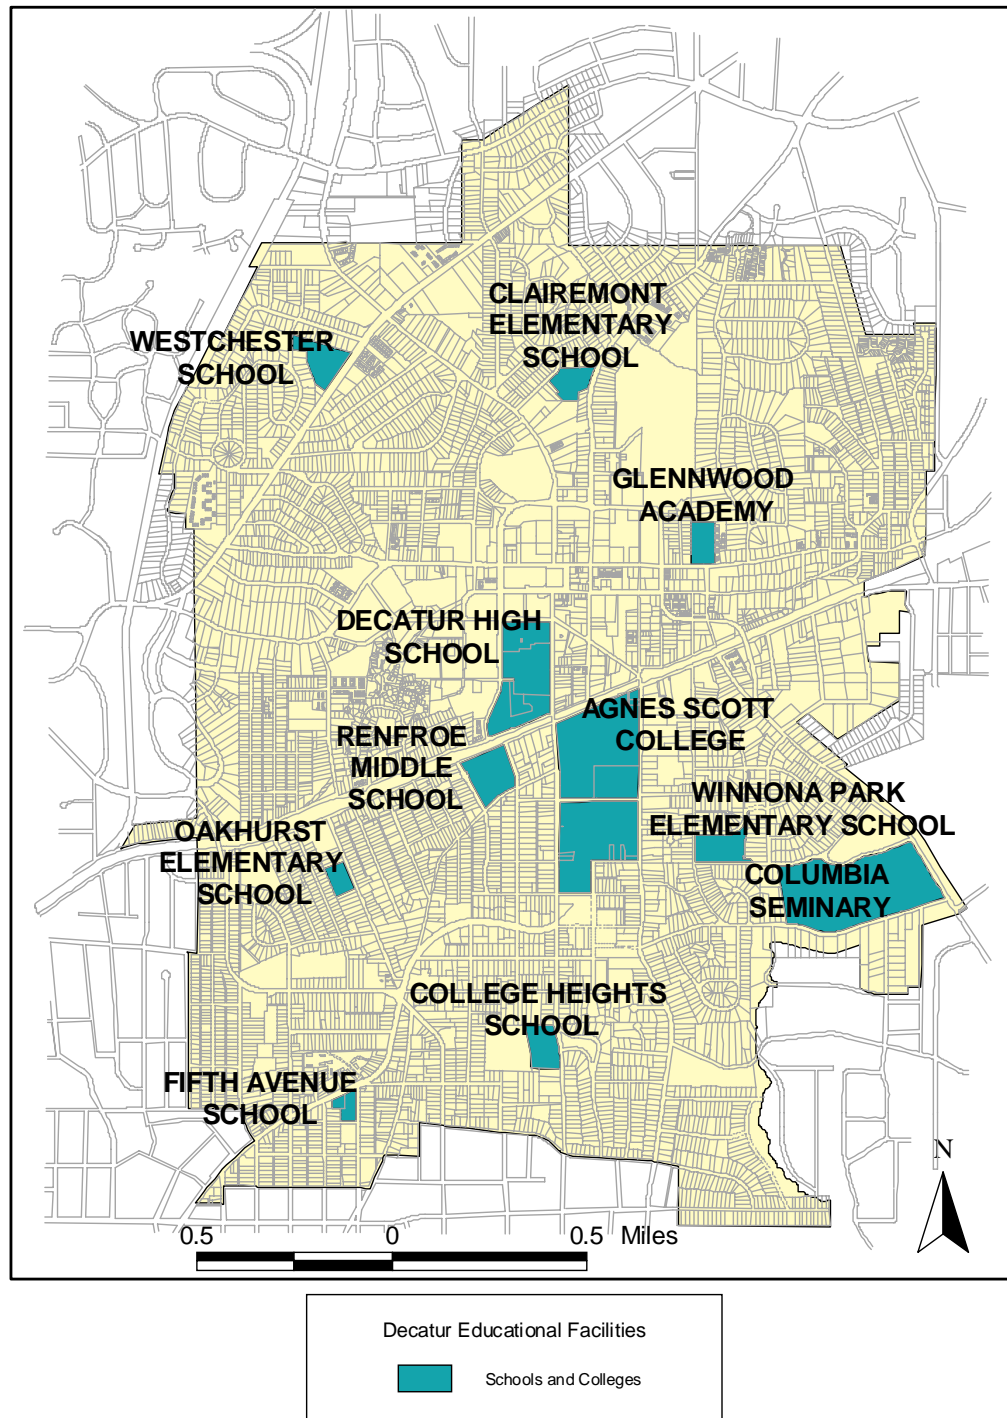 CLAIREMONT
ELEMENTARY
SCHOOL
WESTCHESTER
SCHOOL
GLENNWOOD
ACADEMY
DECATUR HIGH
SCHOOL
AGNES SCOTT
COLLEGE
RENFROE
MIDDLE
SCHOOL
WINNONA PARK
ELEMENTARY SCHOOL
OAKHURST
ELEMENTARY
SCHOOL
COLUMBIA
SEMINARY
COLLEGE HEIGHTS
SCHOOL
FIFTH AVENUE
SCHOOL
N
0.5 0 0.5 Miles
Decatur Educational Facilities
Schools and Colleges